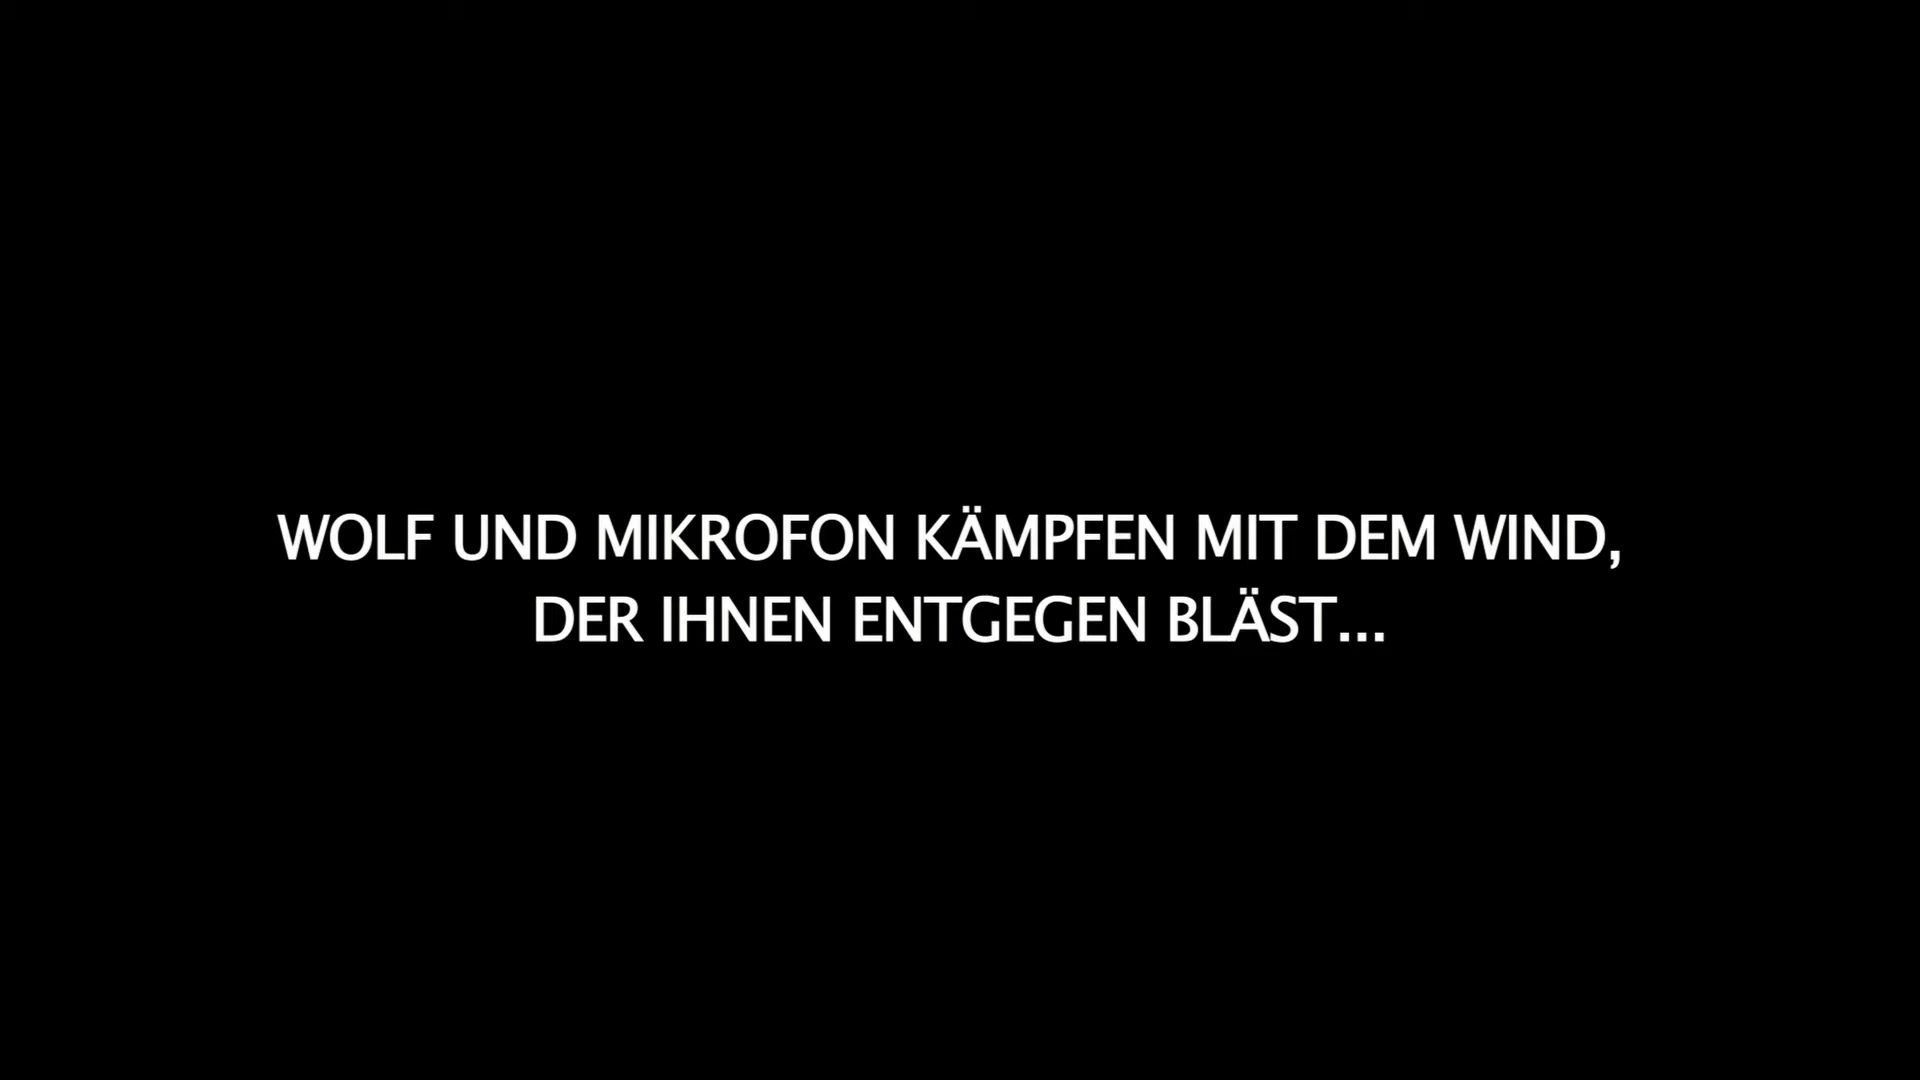 WOLF UND MIKROFON KÄMPFEN MIT DEM WIND,
DER IHNEN ENTGEGEN BLÄST...